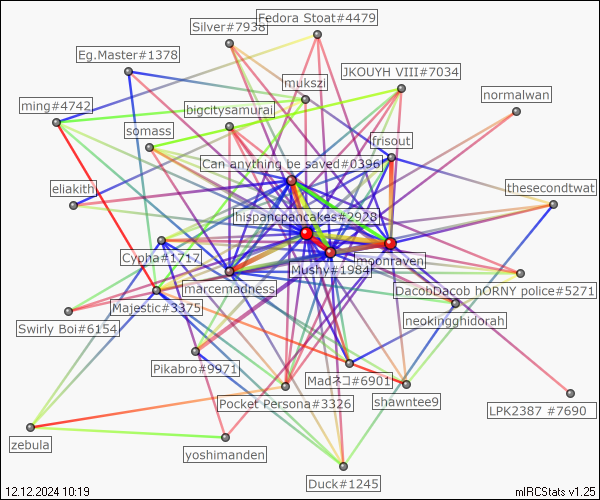 Fedora Stoat#4479
Silver#7938
Eg.Master#1378
JKOUYH VIII#7034
mukszi
normalwan
ming#4742
bigcitysamurai
somass
frisout
Can anything be saved#0396
eliakith
thesecondtwat
hispancpencakes#2928
Cypha#1717
moonraven
Mushy#1984
marcemadness
DacobDacob hORNY police#5271
Majestic#3375
neokingghidorah
Swirly Boi#6154
Pikabro#9971
Madネコ#6901
Pocket Persona#3326
shawntee9
LPK2387 #7690
zebula
yoshimanden
Duck#1245
12.12.2024 10:19
mIRCStats v1.25